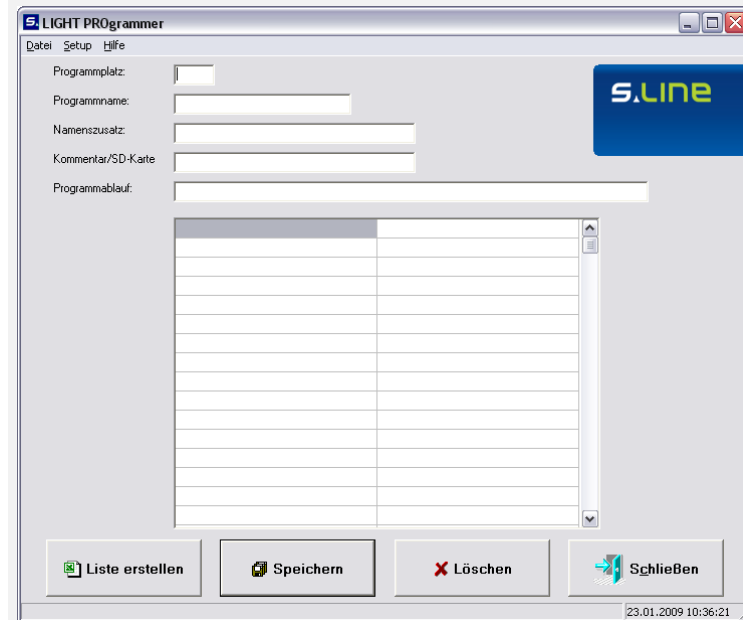 S. LIGHT PROgrammer
Datei Setup Hilfe
Programmplatz:
s.LINE
Programmname:
Namenszusatz:
Kommentar/SD-Karte
Programmablauf:
Liste erstellen
Speichern
Löschen
Schließen
23.01.2009 10:36:21